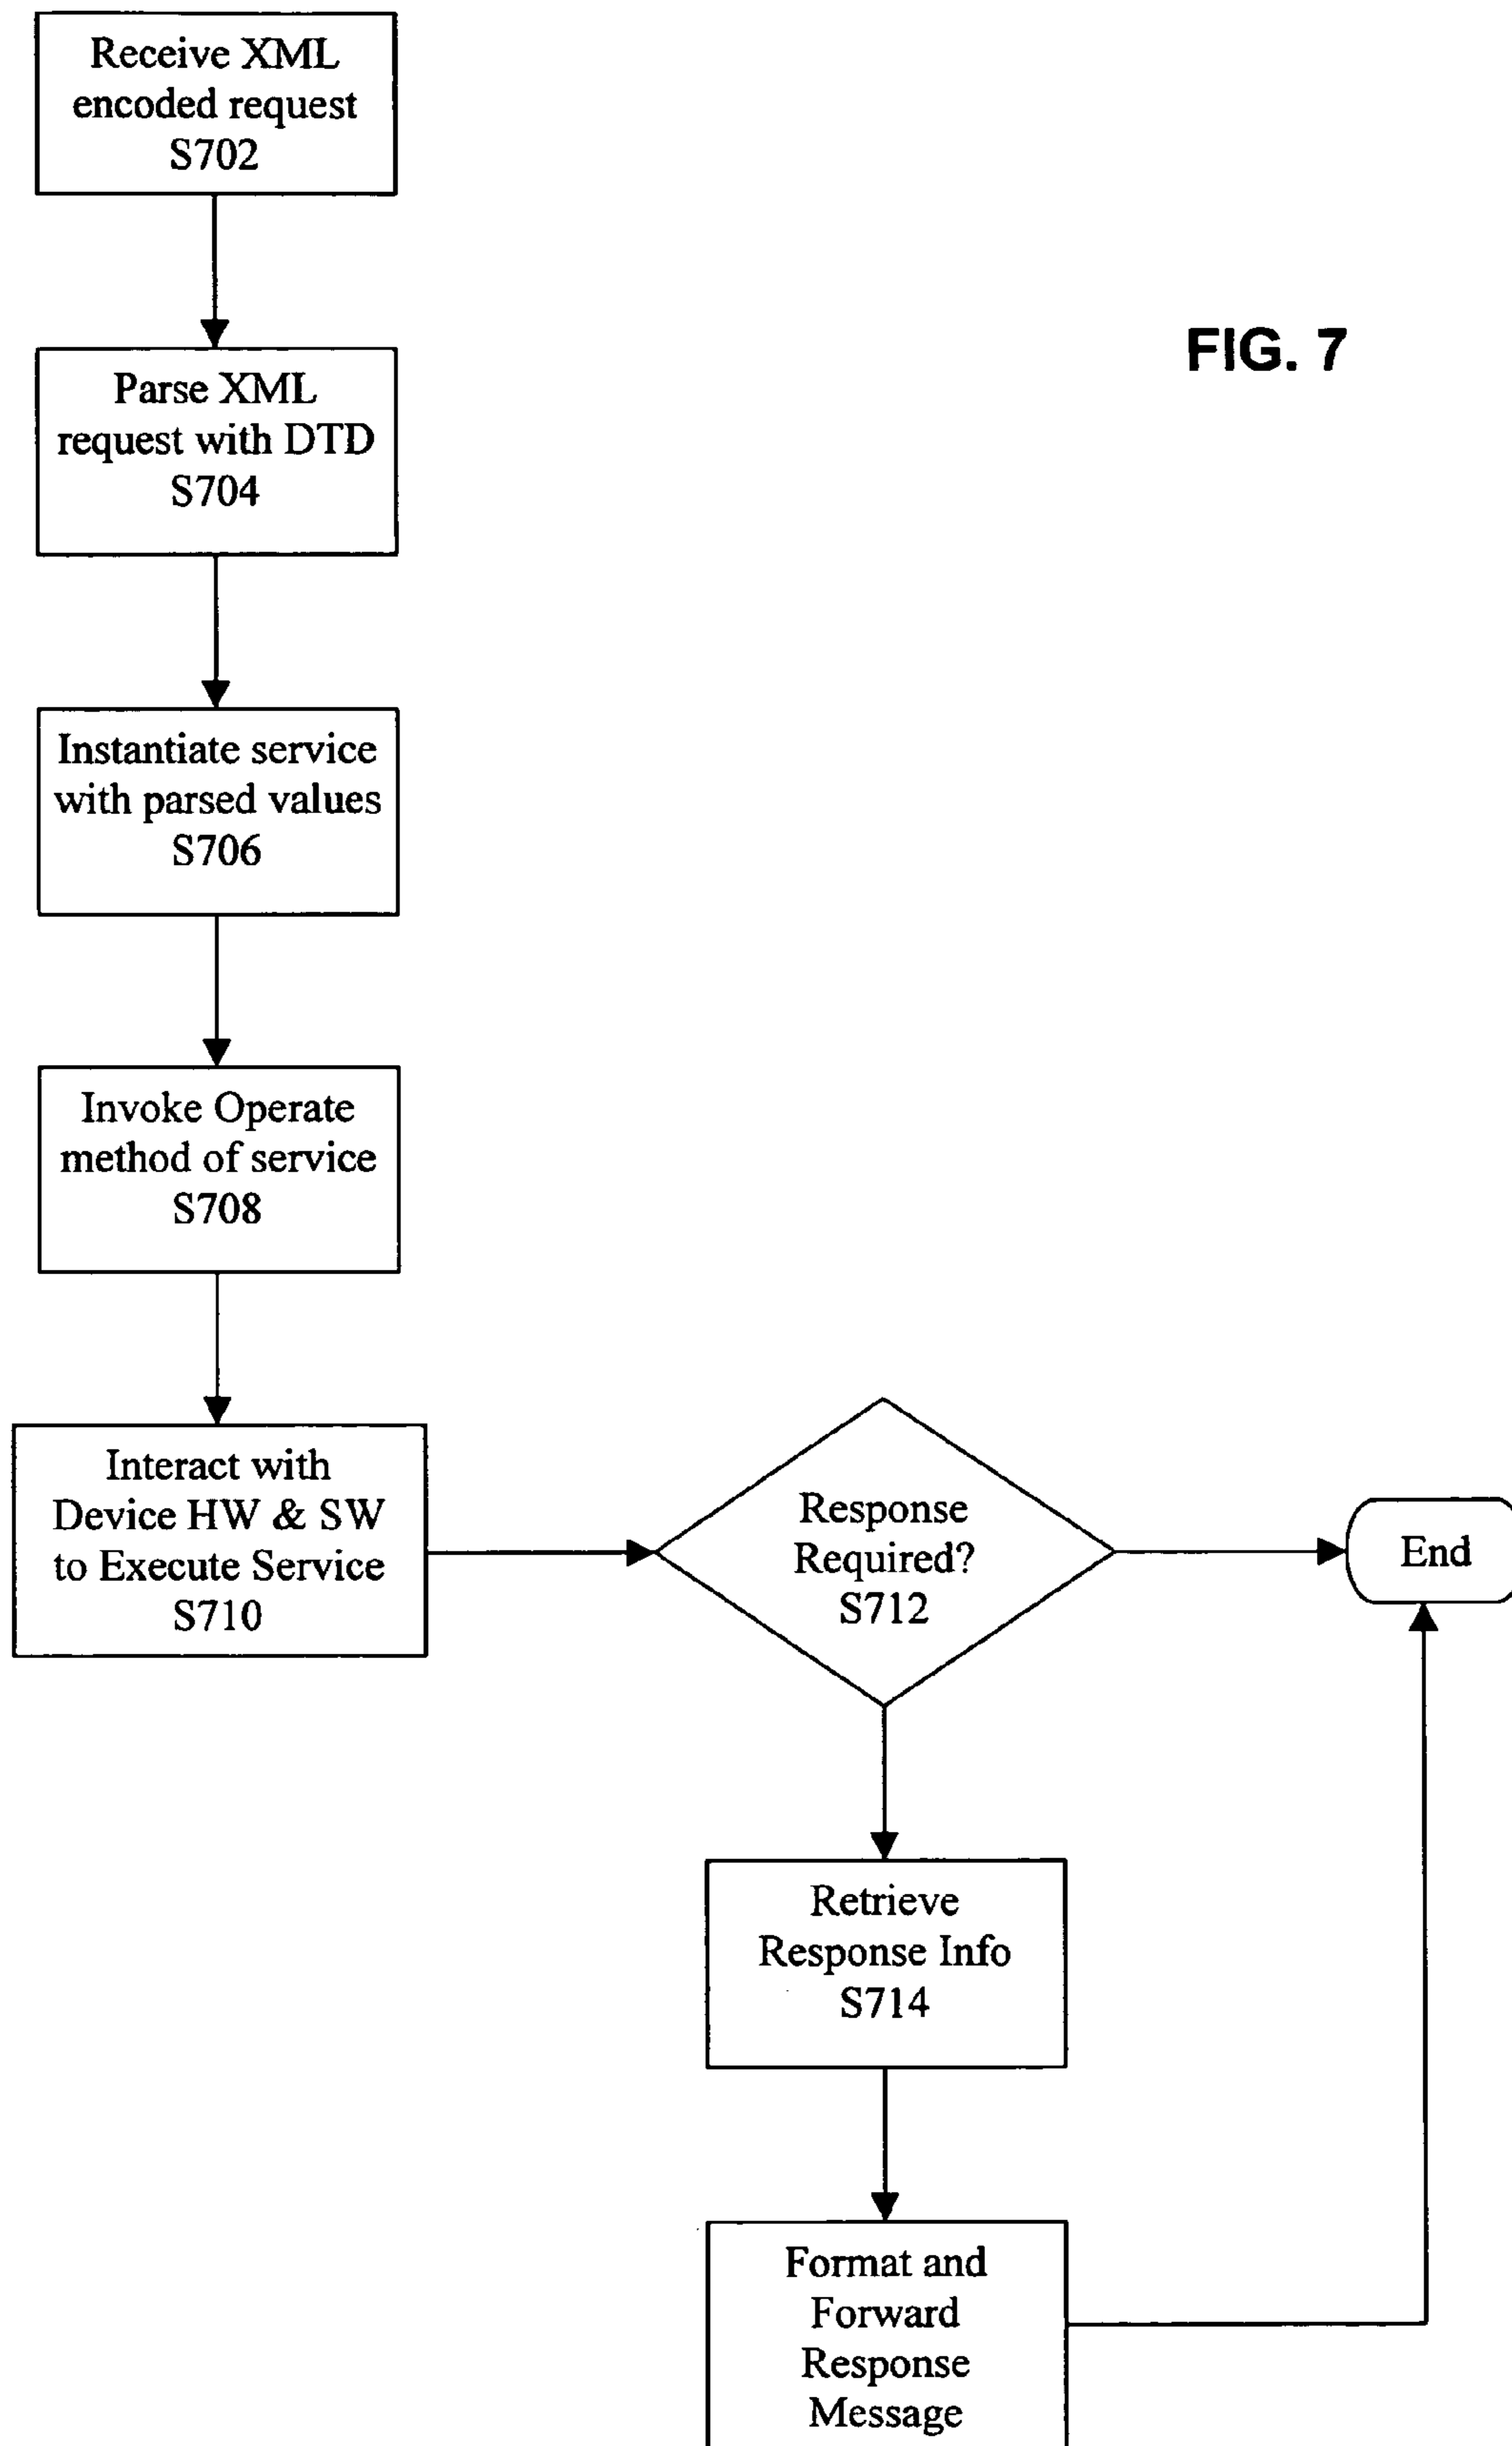 Receive XML
encoded request
S702
FIG. 7
Parse XML
request with DTD
S704
Instantiate service
with parsed values
S706
Invoke Operate
method of service
S708
Interact with
Device HW & SW
to Execute Service
S710
Response
Required?
S712
End
Retrieve
Response Info
S714
Format and
Forward
Response
Message